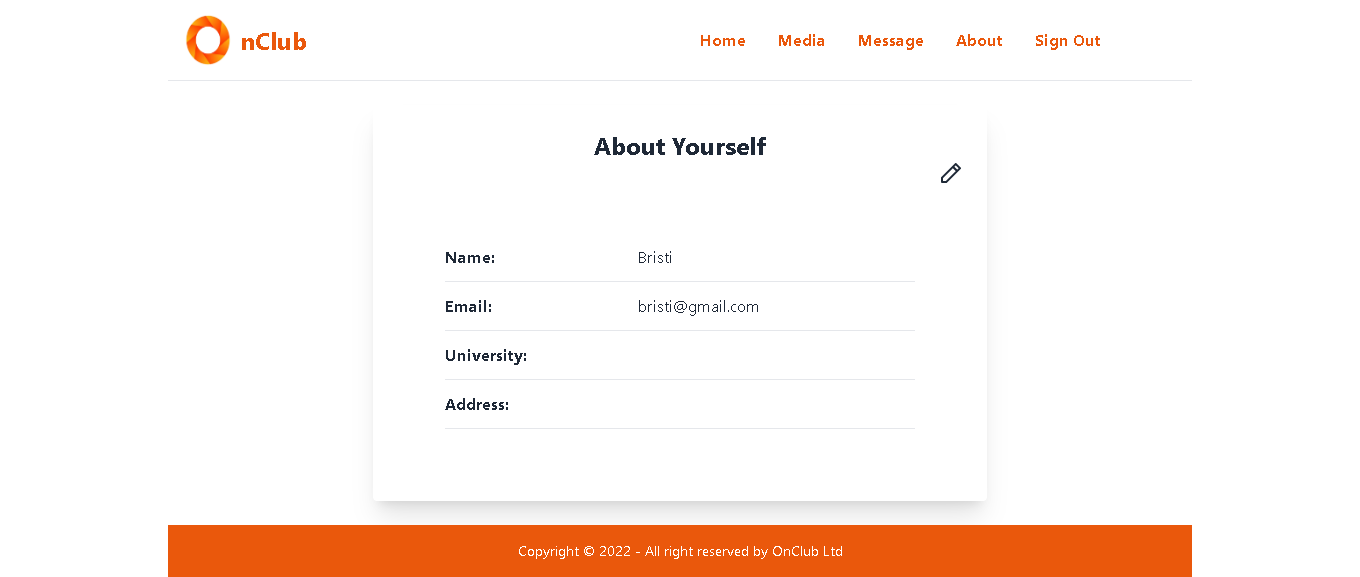 nClub
Home Media Message About Sign Out
About Yourself
Name: Bristi
Email: bristi@gmail.com
University:
Address:
Copyright © 2022 - All right reserved by OnClub Ltd